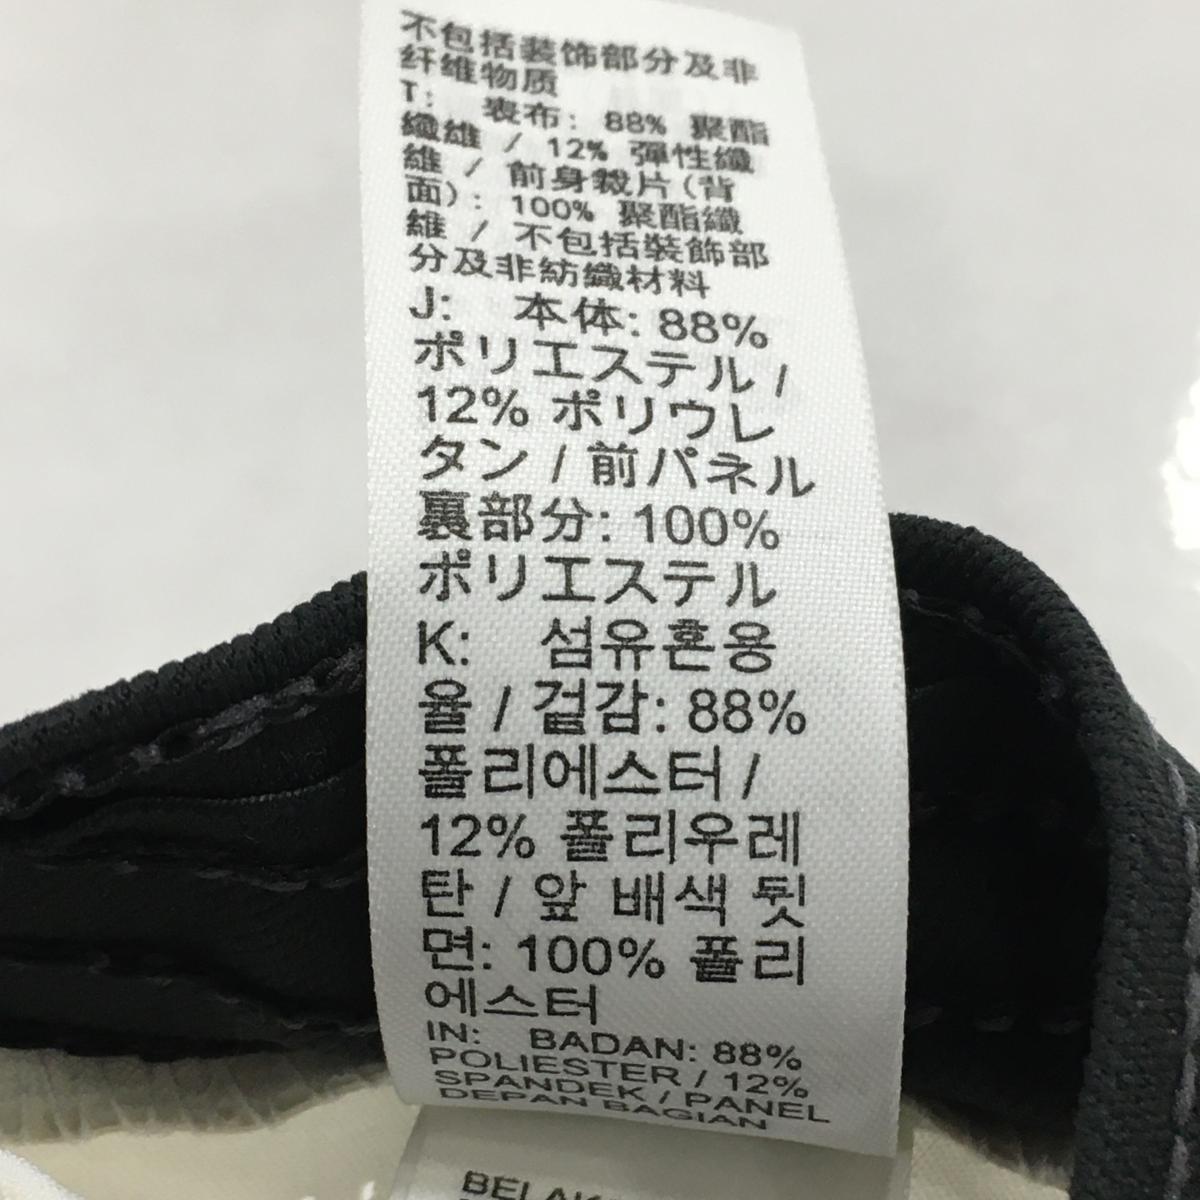 不包括装饰部分及非
纤维物质
T: 表布: 88% 聚酯
纖維 / 12% 彈性纖
維 / 前身裁片(背
面): 100% 聚酯纖
維 / 不包括裝飾部
分及非紡織材料
J: 本体: 88%
ポリエステル /
12% ポリウレ
タン / 前パネル
裏部分: 100%
ポリエステル
K: 섬유혼용
율 / 겉감: 88%
폴리에스터 /
12% 폴리우레
탄 / 앞 배색 뒷
면: 100% 폴리
에스터
IN: BADAN: 88%
POLIESTER / 12%
SPANDEK / PANEL
DEPAN BAGIAN